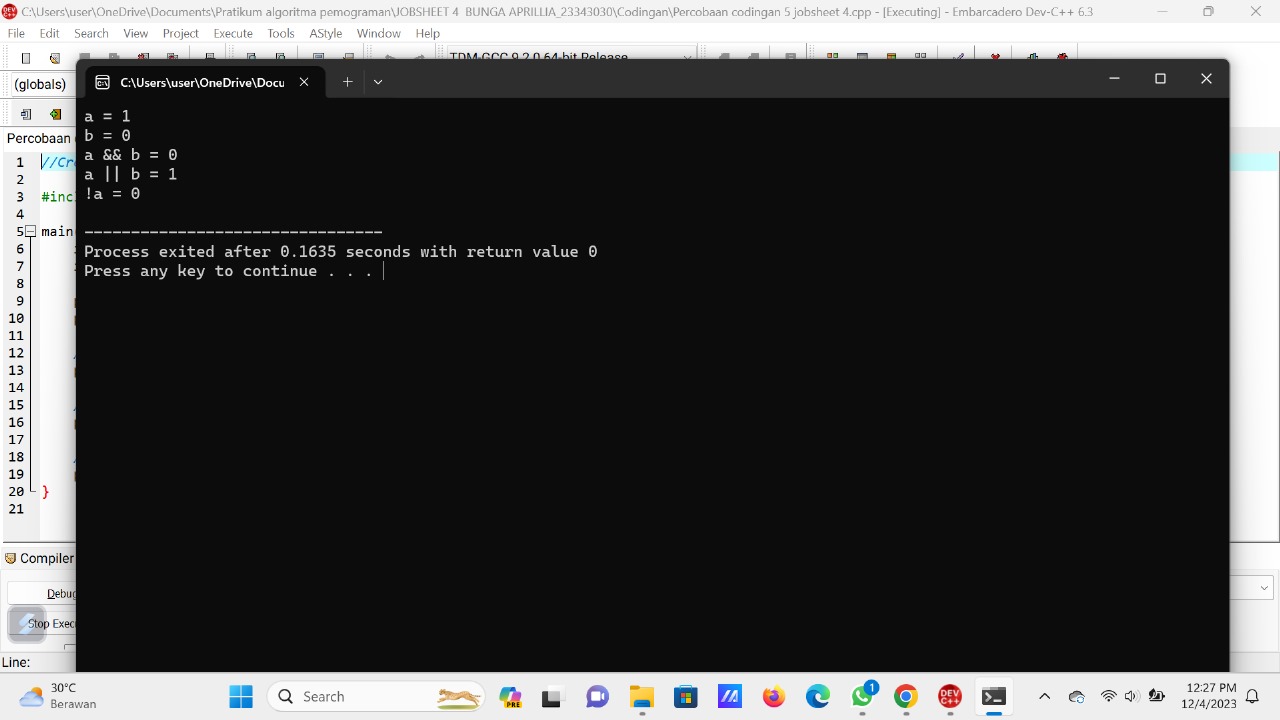 C:\Users\user\OneDrive\Documents\Pratikum algoritma pemograman\JOBSHEET 4 BUNGA APRILLIA_23343030\Codingan\Percobaan codingan 5 jobsheet 4.cpp - [Executing] - Embarcadero Dev-C++ 6.3
File Edit Search View Project Execute Tools AStyle Window Help
TDM-GCC 9.2.0 64-bit Release
(globals)
C:\Users\user\OneDrive\Docu
Percobaan
a = 1
b = 0
a && b = 0
a || b = 1
!a = 0
--------------------------------
Process exited after 0.1635 seconds with return value 0
Press any key to continue . . .
1 //Cr
2
3 #inc
4
5 main
6
7
8
9
10
11
12
13
14
15
16
17
18
19
20 }
21
Compiler
Debug
Stop Exec
Line:
30°C
Berawan
Search
PRE
1
DEV C++
12:27 PM
12/4/2023